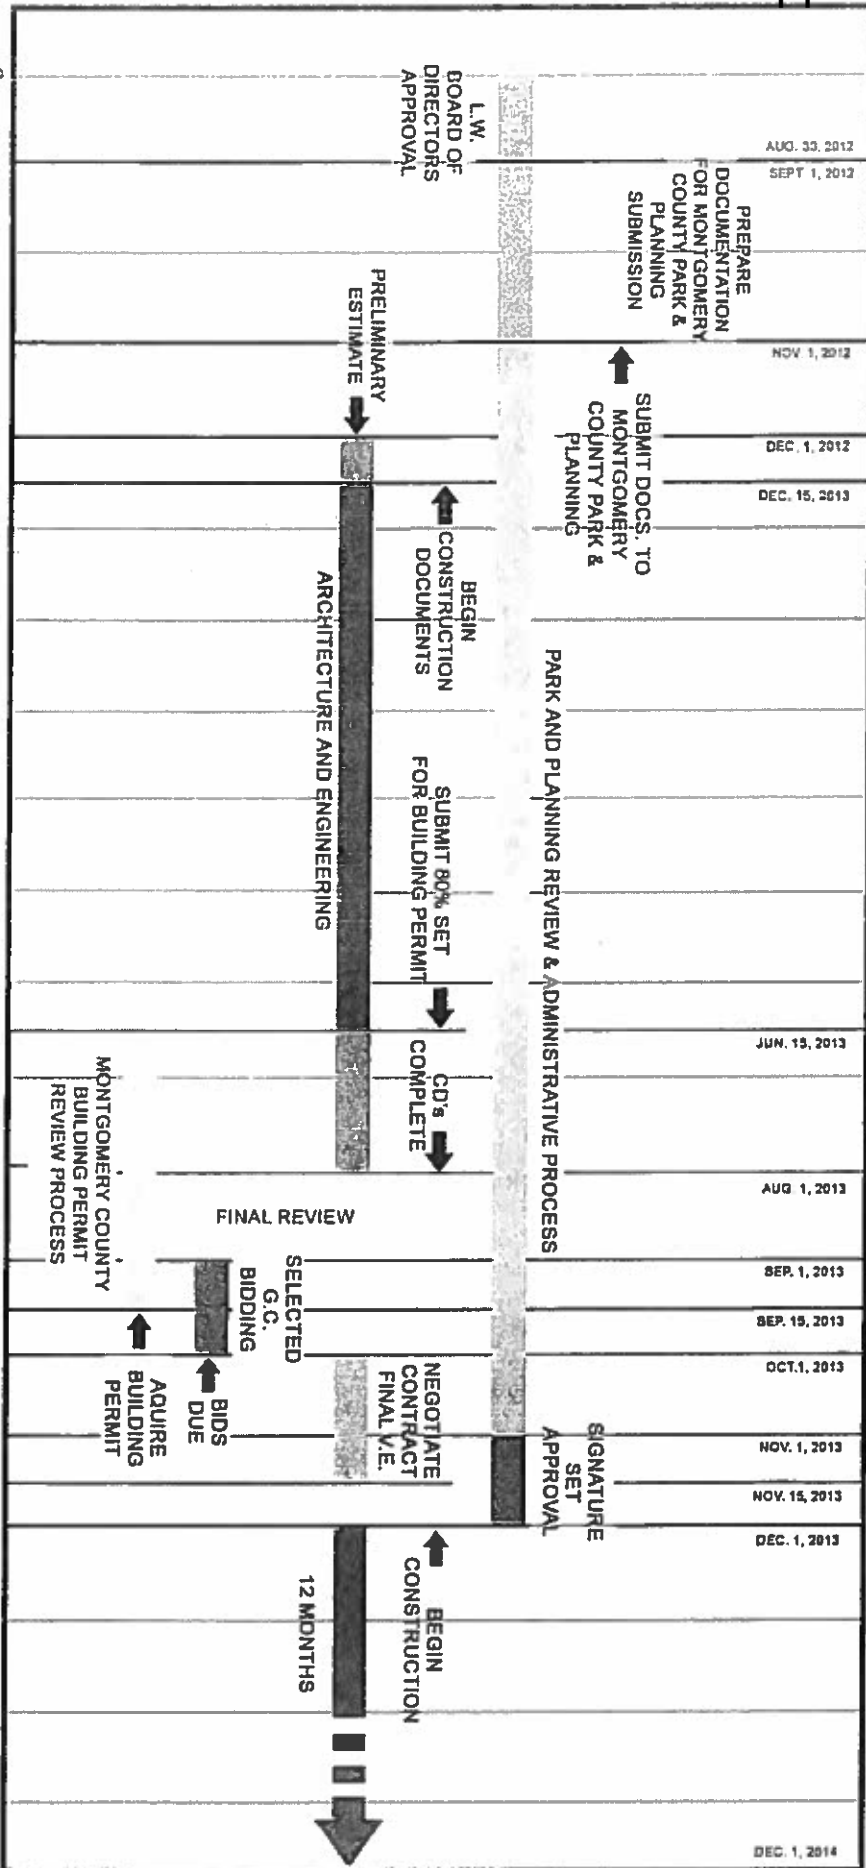 AUG. 33, 2012
SEPT 1, 2012
NOV. 1, 2012
DEC. 1, 2012
DEC. 15, 2013
JUN. 15, 2013
AUG. 1, 2013
SEP. 1, 2013
SEP. 15, 2013
OCT.1, 2013
NOV. 1, 2013
NOV. 15, 2013
DEC. 1, 2013
DEC. 1, 2014
PREPARE
DOCUMENTATION
FOR MONTGOMERY
COUNTY PARK &
PLANNING
SUBMISSION
SUBMIT DOCS. TO
MONTGOMERY
COUNTY PARK &
PLANNING
L.W.
BOARD OF
DIRECTORS
APPROVAL
PARK AND PLANNING REVIEW & ADMINISTRATIVE PROCESS
SIGNATURE
SET
APPROVAL
PRELIMINARY
ESTIMATE
BEGIN
CONSTRUCTION
DOCUMENTS
SUBMIT 80% SET
FOR BUILDING PERMIT
CD's
COMPLETE
ARCHITECTURE AND ENGINEERING
FINAL REVIEW
NEGOTIATE
CONTRACT
FINAL V.E.
BEGIN
CONSTRUCTION
12 MONTHS
SELECTED
G.C.
BIDDING
BIDS
DUE
MONTGOMERY COUNTY
BUILDING PERMIT
REVIEW PROCESS
AQUIRE
BUILDING
PERMIT